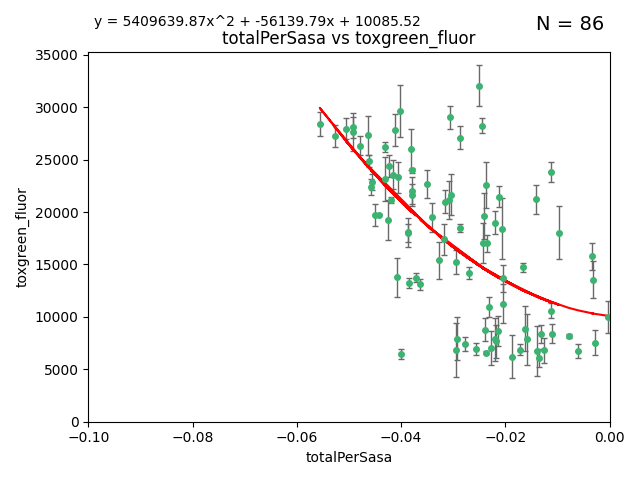 y = 5409639.87x^2 + -56139.79x + 10085.52
N = 86
totalPerSasa vs toxgreen_fluor
35000
30000
25000
20000
15000
10000
5000
0
toxgreen_fluor
−0.10
−0.08
−0.06
−0.04
−0.02
0.00
totalPerSasa